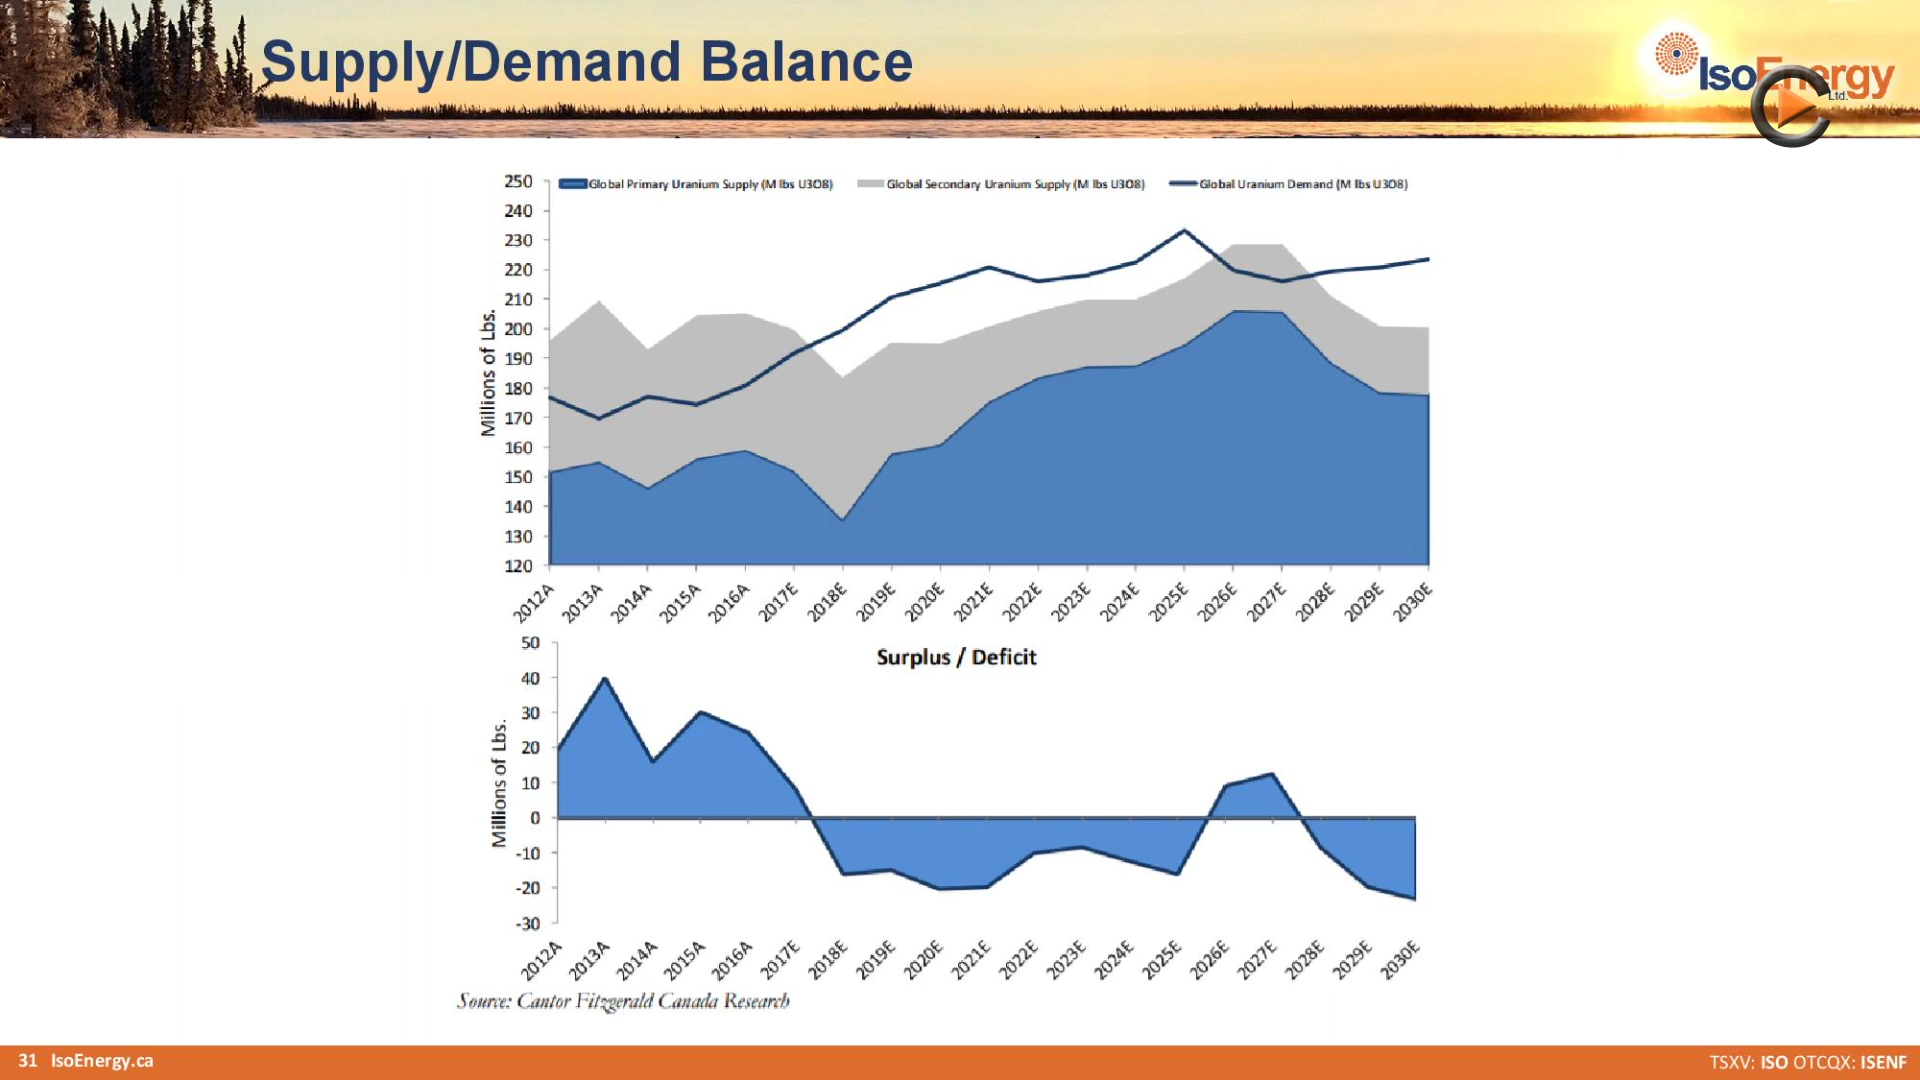 Supply/Demand Balance
IsoEnergy
Ltd.
Global Primary Uranium Supply (M lbs U3O8)
Global Secondary Uranium Supply (M lbs U3O8)
Global Uranium Demand (M lbs U3O8)
250
240
230
220
210
200
190
180
170
160
150
140
130
120
Millions of Lbs.
2012A 2013A 2014A 2015A 2016A 2017E 2018E 2019E 2020E 2021E 2022E 2023E 2024E 2025E 2026E 2027E 2028E 2029E 2030E
Surplus / Deficit
50
40
30
20
10
0
-10
-20
-30
Millions of Lbs.
2012A 2013A 2014A 2015A 2016A 2017E 2018E 2019E 2020E 2021E 2022E 2023E 2024E 2025E 2026E 2027E 2028E 2029E 2030E
Source: Cantor Fitzgerald Canada Research
31 IsoEnergy.ca
TSXV: ISO OTCQX: ISENF